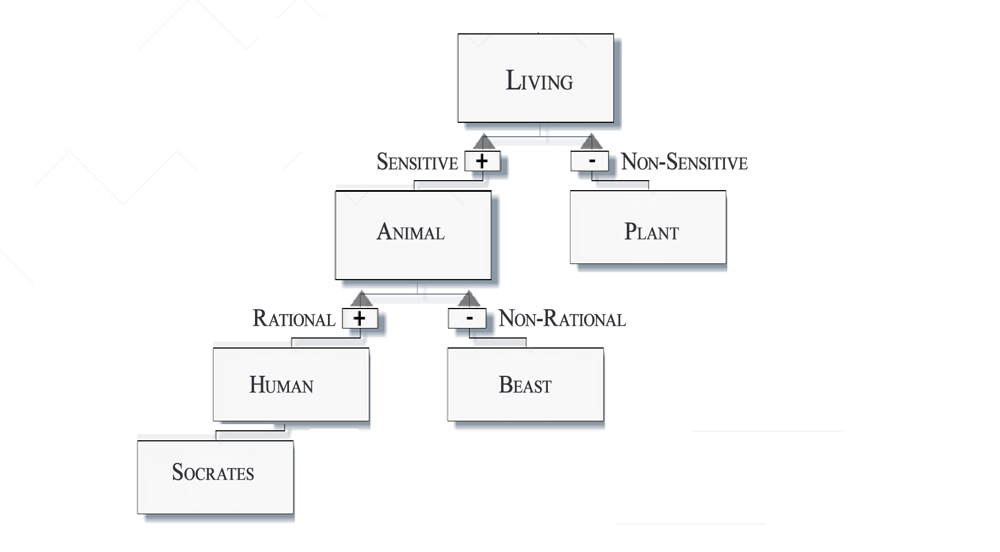 Living
Sensitive + - Non-Sensitive
Animal Plant
Rational + - Non-Rational
Human Beast
Socrates